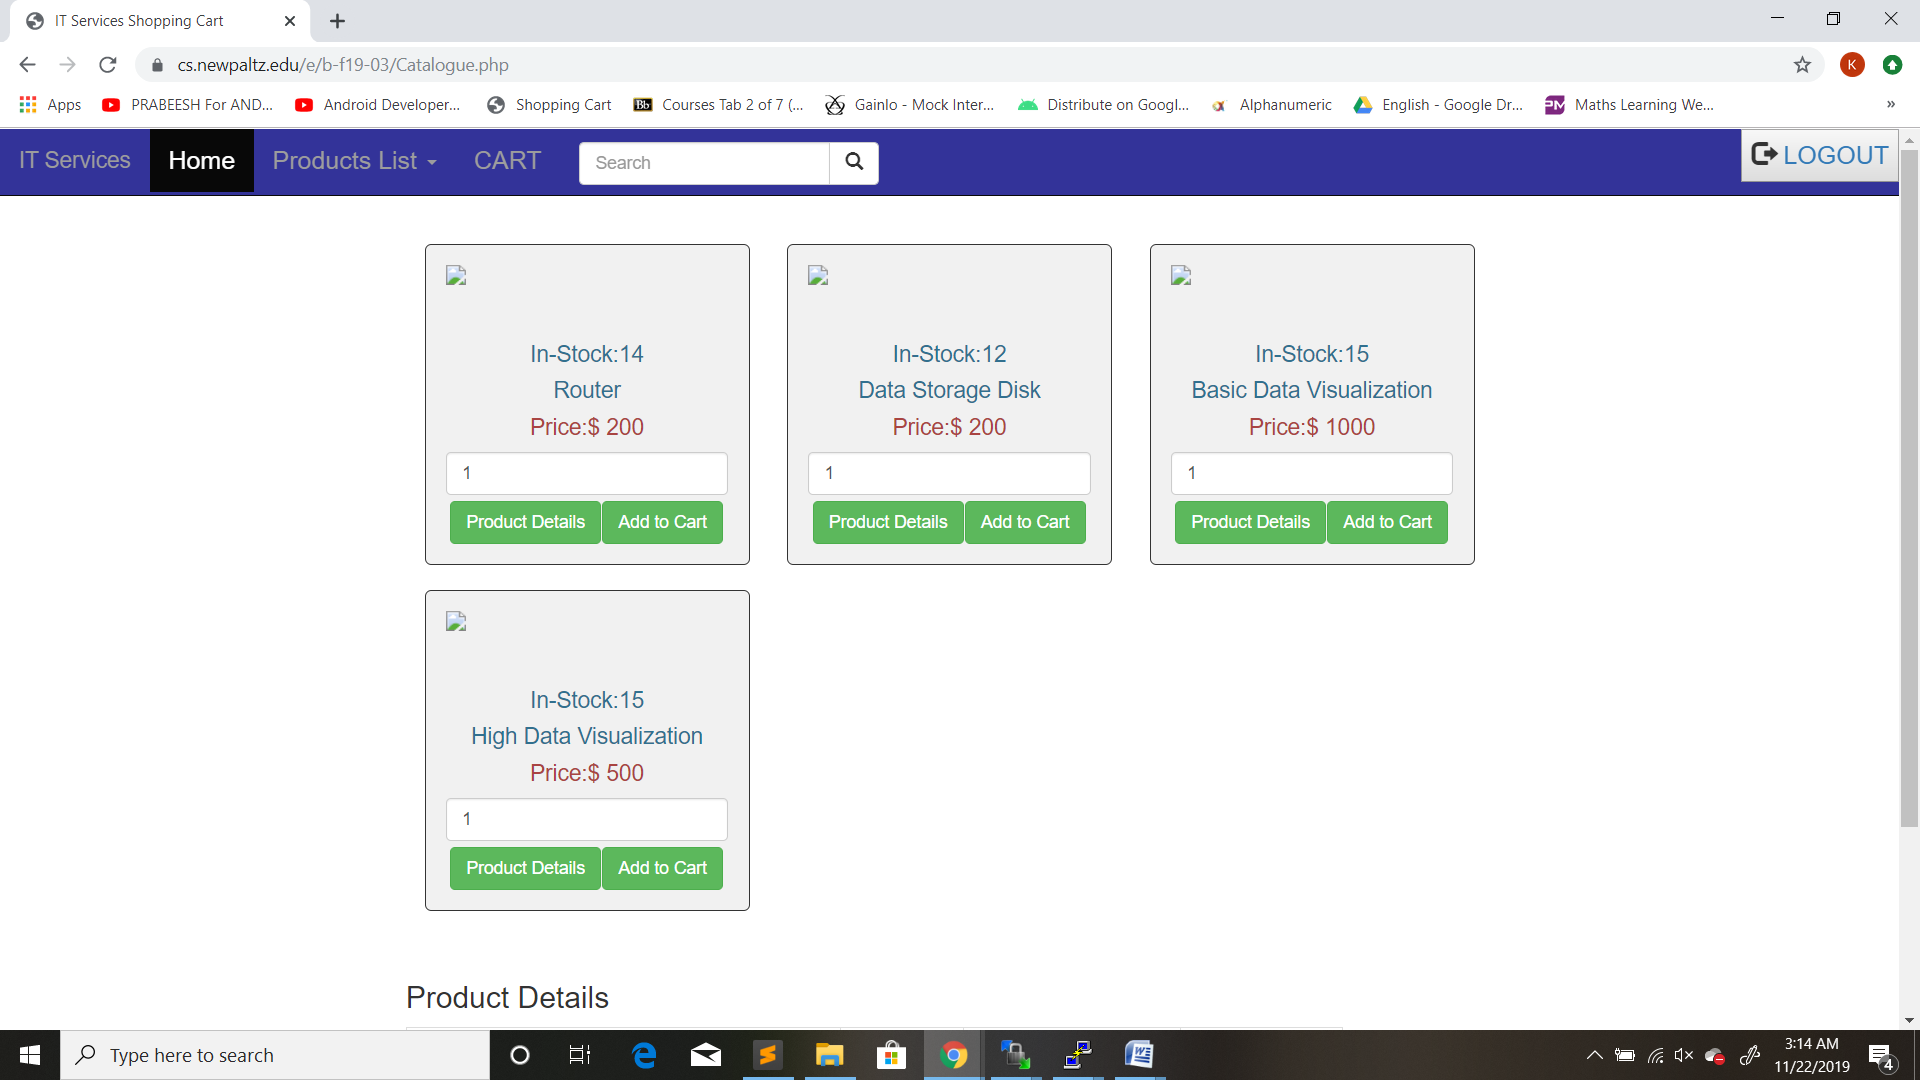 IT Services Shopping Cart
cs.newpaltz.edu/e/b-f19-03/Catalogue.php
K
Apps
PRABEESH For AND...
Android Developer...
Shopping Cart
Bb
Courses Tab 2 of 7 (...
Gainlo - Mock Inter...
Distribute on Googl...
Alphanumeric
English - Google Dr...
PM
Maths Learning We...
»
IT Services
Home
Products List
CART
Search
LOGOUT
In-Stock:14
Router
Price:$ 200
1
Product Details
Add to Cart
In-Stock:12
Data Storage Disk
Price:$ 200
1
Product Details
Add to Cart
In-Stock:15
Basic Data Visualization
Price:$ 1000
1
Product Details
Add to Cart
In-Stock:15
High Data Visualization
Price:$ 500
1
Product Details
Add to Cart
Product Details
Type here to search
3:14 AM
11/22/2019
4